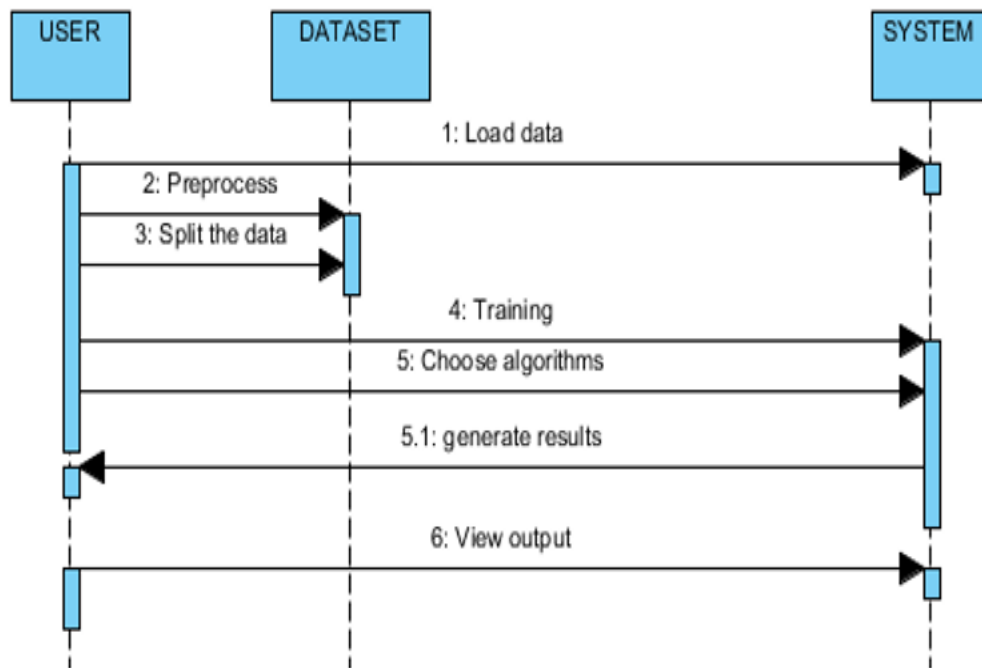 USER
DATASET
SYSTEM
1: Load data
2: Preprocess
3: Split the data
4: Training
5: Choose algorithms
5.1: generate results
6: View output